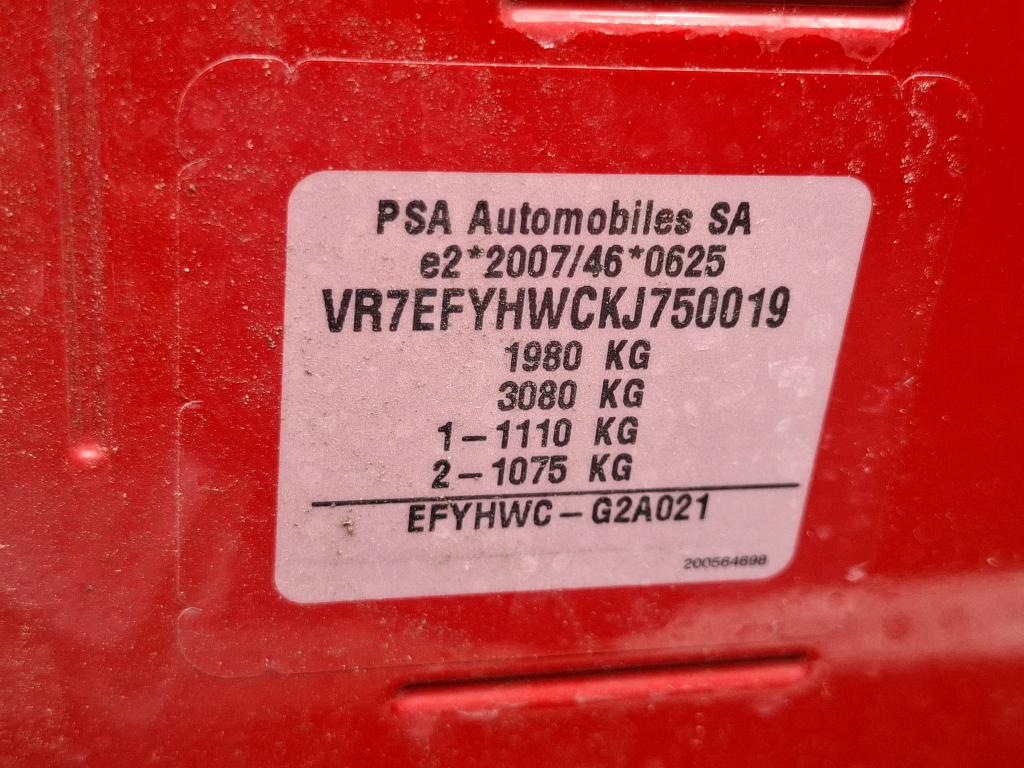 PSA Automobiles SA
e2*2007/46*0625
VR7EFYHWCKJ750019
1980 KG
3080 KG
1-1110 KG
2-1075 KG
EFYHWC-G2A021
200564698